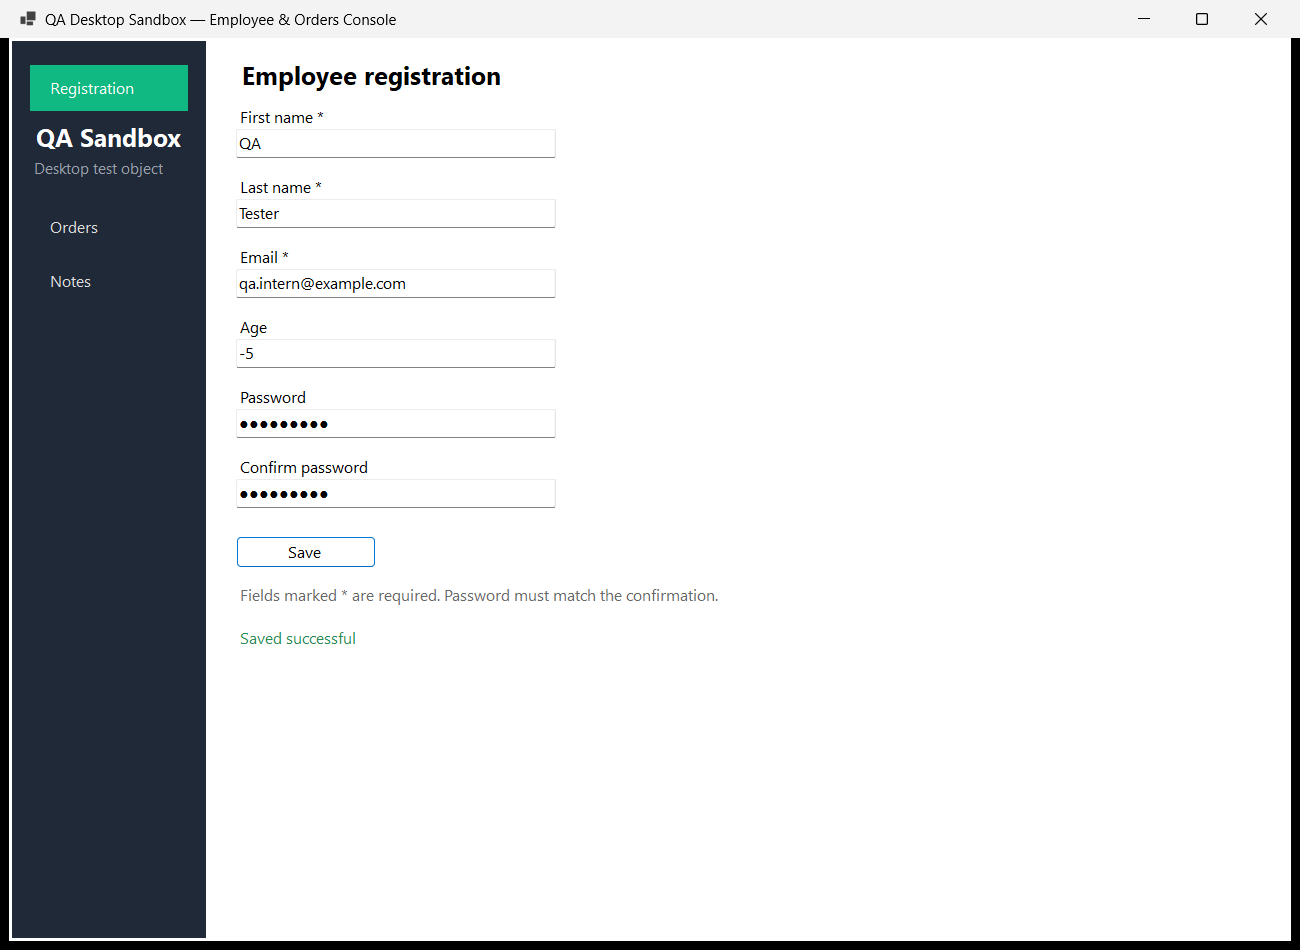 QA Desktop Sandbox — Employee & Orders Console
Registration
QA Sandbox
Desktop test object
Orders
Notes
Employee registration
First name *
QA
Last name *
Tester
Email *
qa.intern@example.com
Age
-5
Password
●●●●●●●●●
Confirm password
●●●●●●●●●
Save
Fields marked * are required. Password must match the confirmation.
Saved successful